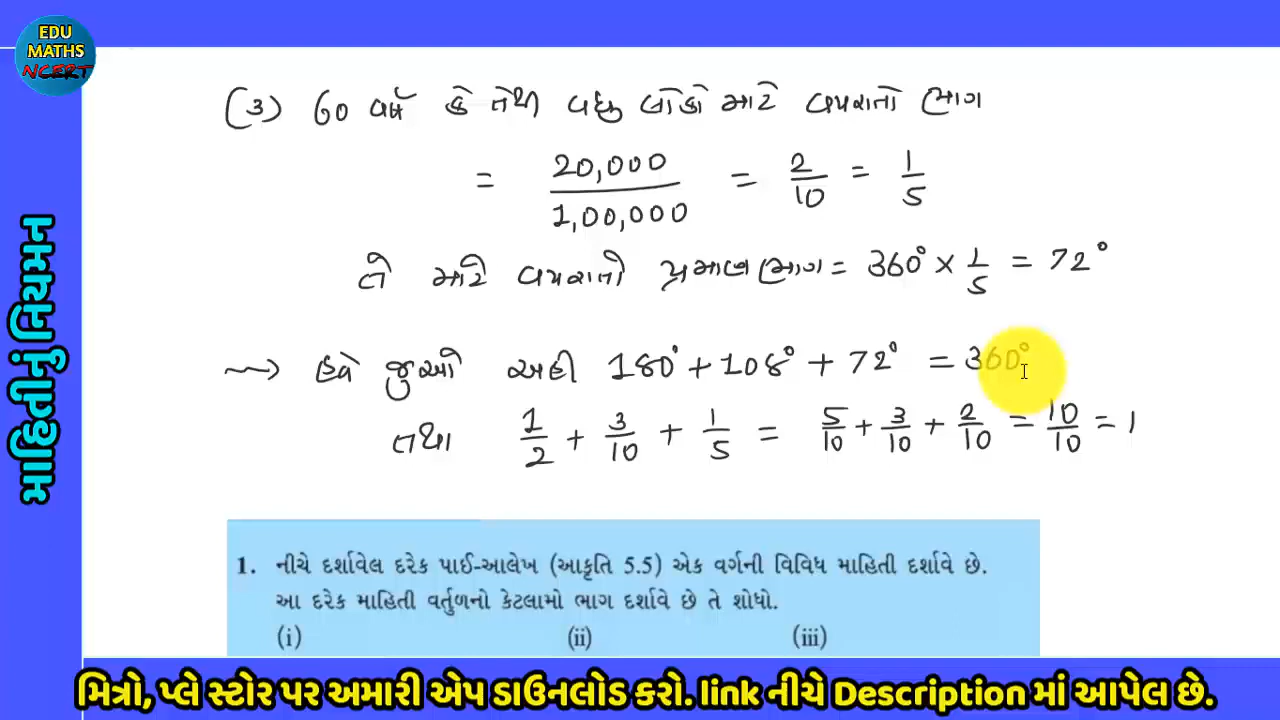 EDU
MATHS
NCERT
(૩) 60 વર્ષ કે તેથી વધુ લોકો માટે વપરાતો ભાગ
= 20,000 / 1,00,000 = 2/10 = 1/5
તે માટે વપરાતો પ્રમાણભાગ = 360° × 1/5 = 72°
હવે જુઓ અહી 180° + 108° + 72° = 360°
તથા 1/2 + 3/10 + 1/5 = 5/10 + 3/10 + 2/10 = 10/10 = 1
માહિતીનું નિયમન
1. નીચે દર્શાવેલ દરેક પાઈ-આલેખ (આકૃતિ 5.5) એક વર્ગની વિવિધ માહિતી દર્શાવે છે.
આ દરેક માહિતી વર્તુળનો કેટલામો ભાગ દર્શાવે છે તે શોધો.
(i) (ii) (iii)
મિત્રો, પ્લે સ્ટોર પર અમારી એપ ડાઉનલોડ કરો. link નીચે Description માં આપેલ છે.